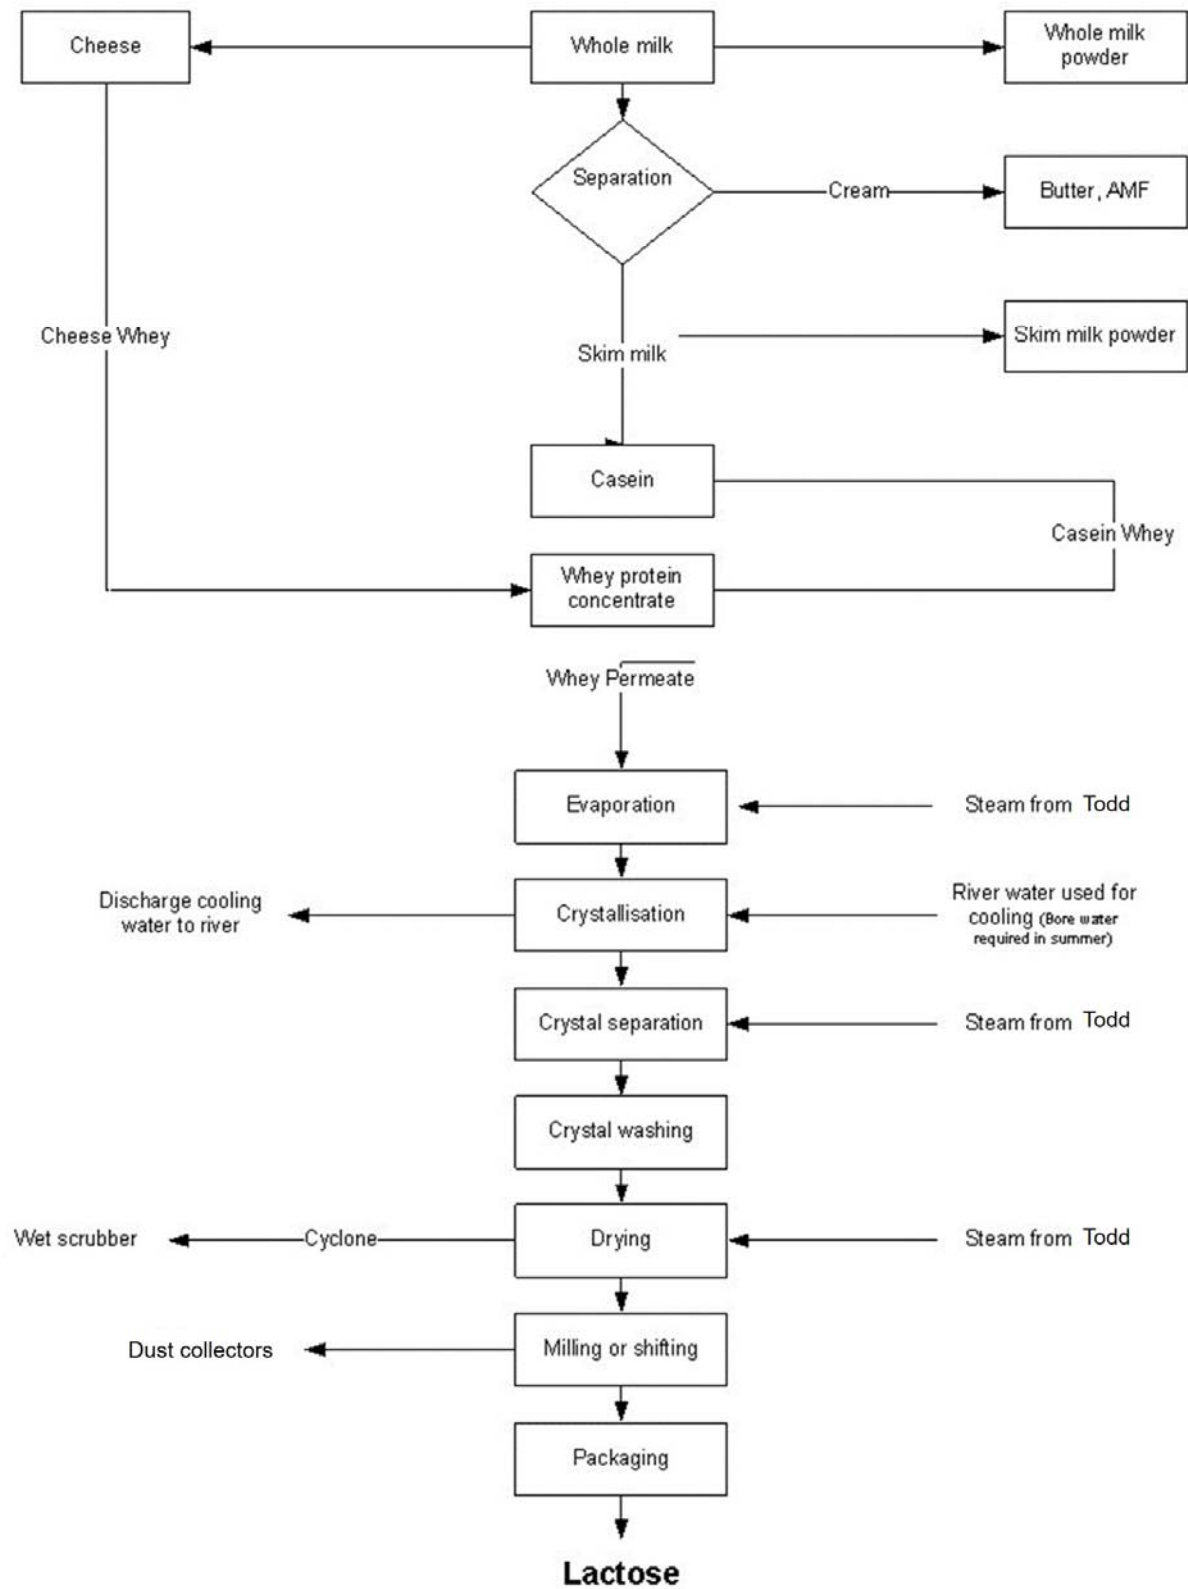 Cheese
Whole milk
Whole milk
powder
Separation
Cream
Butter, AMF
Cheese Whey
Skim milk
Skim milk powder
Casein
Casein Whey
Whey protein
concentrate
Whey Permeate
Evaporation
Steam from Todd
Discharge cooling
water to river
Crystallisation
River water used for
cooling (Bore water
required in summer)
Crystal separation
Steam from Todd
Crystal washing
Wet scrubber
Cyclone
Drying
Steam from Todd
Dust collectors
Milling or shifting
Packaging
Lactose